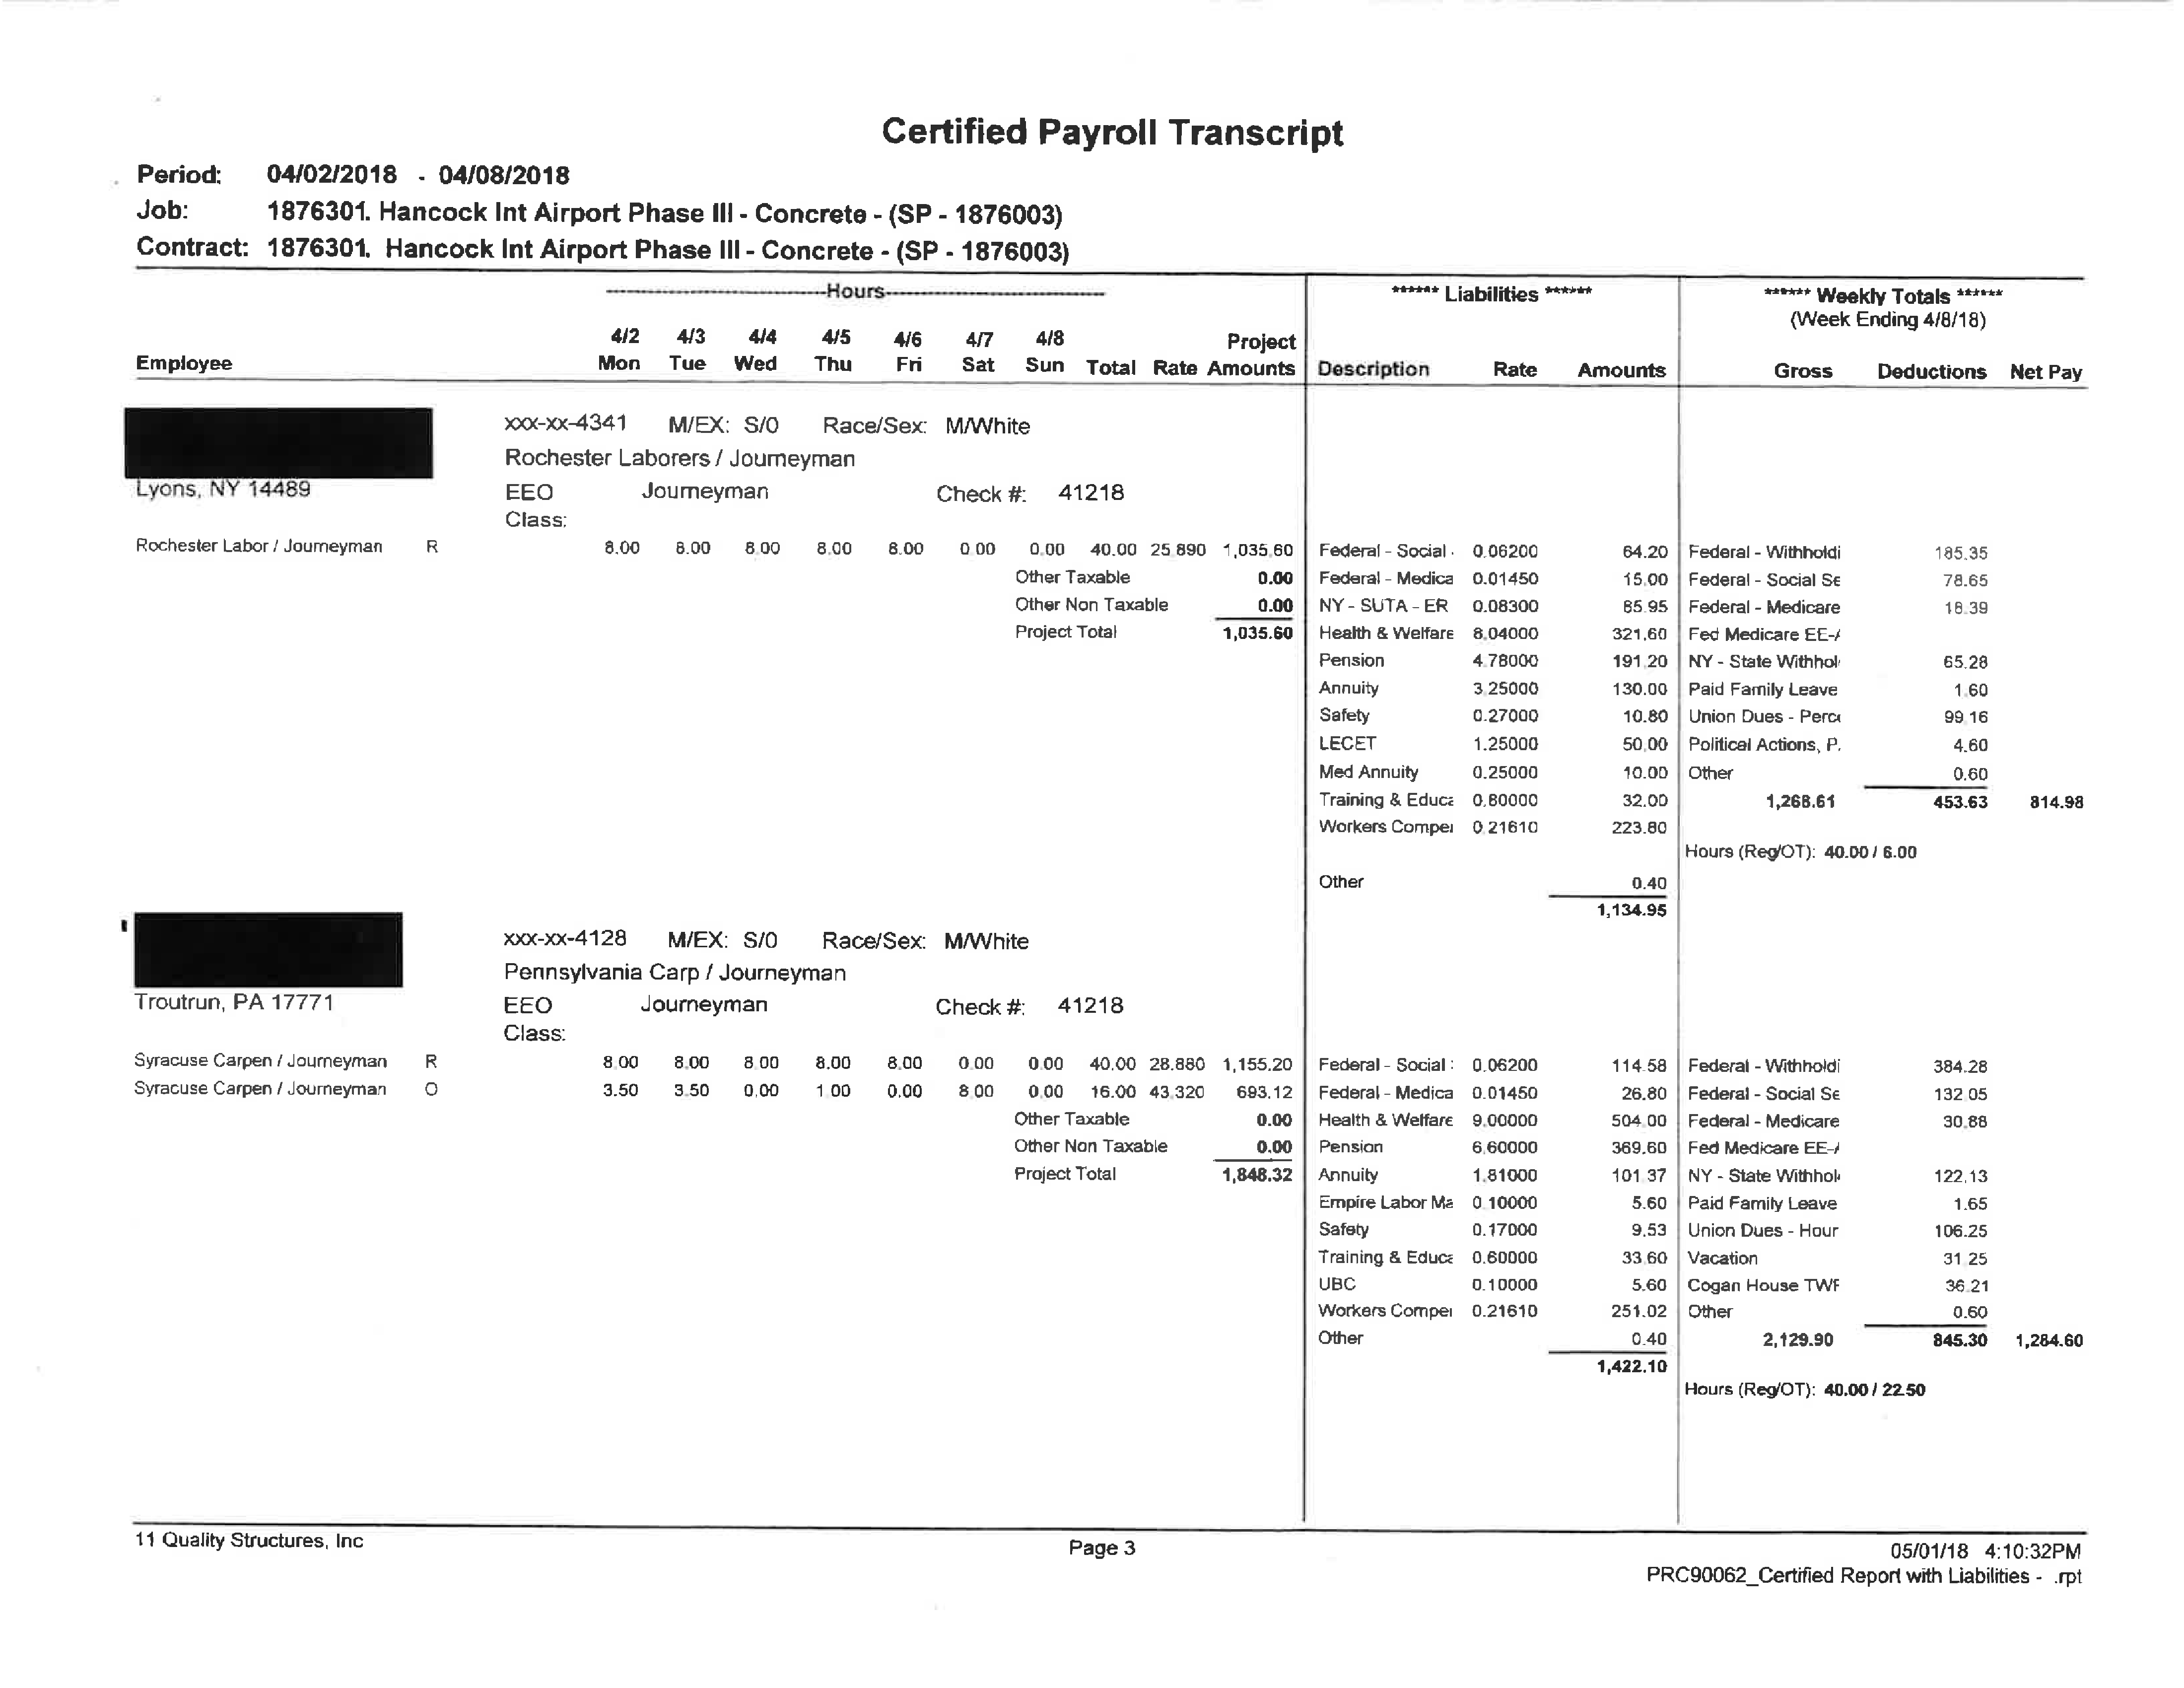 Certified Payroll Transcript
Period: 04/02/2018 - 04/08/2018
Job: 1876301. Hancock Int Airport Phase III - Concrete - (SP - 1876003)
Contract: 1876301. Hancock Int Airport Phase III - Concrete - (SP - 1876003)
-Hours- ****** Liabilities ****** ****** Weekly Totals ******
(Week Ending 4/8/18)
4/2 4/3 4/4 4/5 4/6 4/7 4/8 Project
Employee Mon Tue Wed Thu Fri Sat Sun Total Rate Amounts Description Rate Amounts Gross Deductions Net Pay
xxx-xx-4341 M/EX: S/0 Race/Sex: M/White
Rochester Laborers / Journeyman
Lyons, NY 14489 EEO Journeyman Check #: 41218
Class:
Rochester Labor / Journeyman R 8.00 8.00 8.00 8.00 8.00 0.00 0.00 40.00 25.890 1,035.60 Federal - Social 0.06200 64.20 Federal - Withholdi 185.35
Other Taxable 0.00 Federal - Medica 0.01450 15.00 Federal - Social Se 78.65
Other Non Taxable 0.00 NY - SUTA - ER 0.08300 85.95 Federal - Medicare 18.39
Project Total 1,035.60 Health & Welfare 8.04000 321.60 Fed Medicare EE-/
Pension 4.78000 191.20 NY - State Withhol 65.28
Annuity 3.25000 130.00 Paid Family Leave 1.60
Safety 0.27000 10.80 Union Dues - Perc 99.16
LECET 1.25000 50.00 Political Actions, P. 4.60
Med Annuity 0.25000 10.00 Other 0.60
Training & Educa 0.80000 32.00 1,268.61 453.63 814.98
Workers Compe 0.21610 223.80
Hours (Reg/OT): 40.00 / 6.00
Other 0.40
1,134.95
xxx-xx-4128 M/EX: S/0 Race/Sex: M/White
Pennsylvania Carp / Journeyman
Troutrun, PA 17771 EEO Journeyman Check #: 41218
Class:
Syracuse Carpen / Journeyman R 8.00 8.00 8.00 8.00 8.00 0.00 0.00 40.00 28.880 1,155.20 Federal - Social 0.06200 114.58 Federal - Withholdi 384.28
Syracuse Carpen / Journeyman O 3.50 3.50 0.00 1.00 0.00 8.00 0.00 16.00 43.320 693.12 Federal - Medica 0.01450 26.80 Federal - Social Se 132.05
Other Taxable 0.00 Health & Welfare 9.00000 504.00 Federal - Medicare 30.88
Other Non Taxable 0.00 Pension 6.60000 369.60 Fed Medicare EE-/
Project Total 1,848.32 Annuity 1.81000 101.37 NY - State Withhol 122.13
Empire Labor Ma 0.10000 5.60 Paid Family Leave 1.65
Safety 0.17000 9.53 Union Dues - Hour 106.25
Training & Educa 0.60000 33.60 Vacation 31.25
UBC 0.10000 5.60 Cogan House TWF 36.21
Workers Compe 0.21610 251.02 Other 0.60
Other 0.40 2,129.90 845.30 1,284.60
1,422.10
Hours (Reg/OT): 40.00 / 22.50
11 Quality Structures, Inc Page 3 05/01/18 4:10:32PM
PRC90062_Certified Report with Liabilities - .rpt